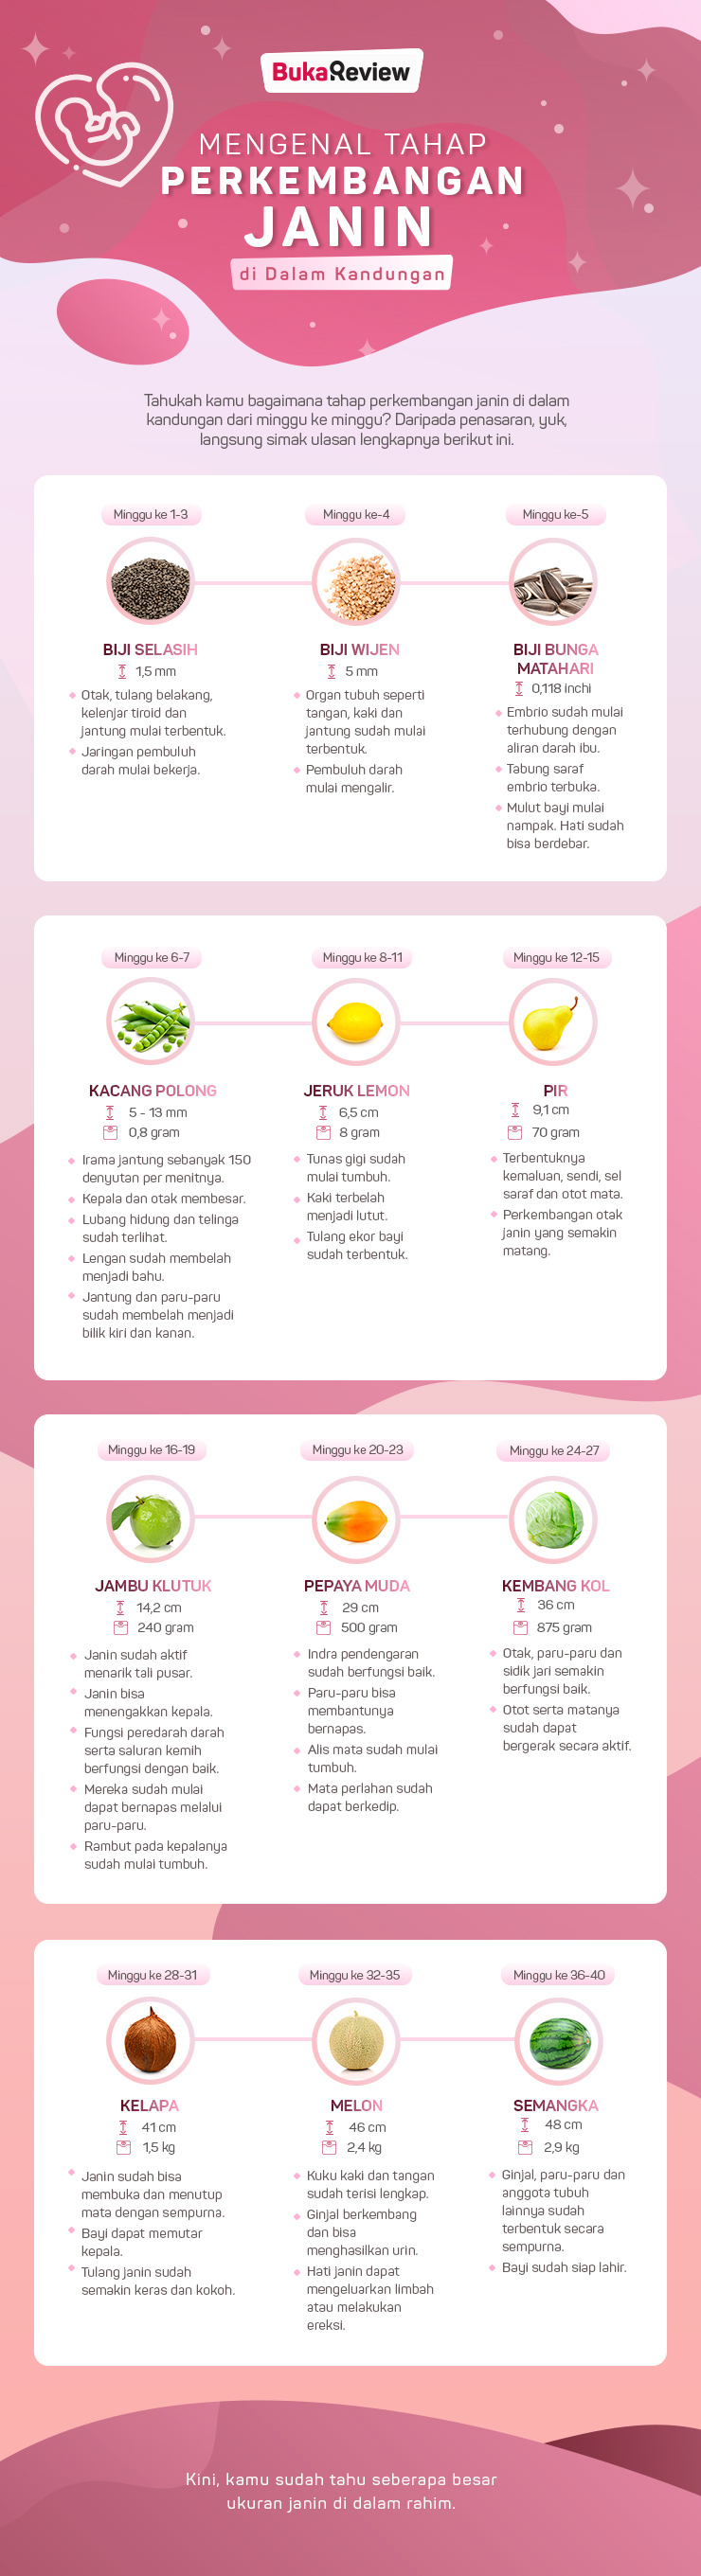 BukaReview
MENGENAL TAHAP
PERKEMBANGAN
JANIN
di Dalam Kandungan
Tahukah kamu bagaimana tahap perkembangan janin di dalam
kandungan dari minggu ke minggu? Daripada penasaran, yuk,
langsung simak ulasan lengkapnya berikut ini.
Minggu ke 1-3
BIJI SELASIH
1,5 mm
Otak, tulang belakang,
kelenjar tiroid dan
jantung mulai terbentuk.
Jaringan pembuluh
darah mulai bekerja.
Minggu ke-4
BIJI WIJEN
5 mm
Organ tubuh seperti
tangan, kaki dan
jantung sudah mulai
terbentuk.
Pembuluh darah
mulai mengalir.
Minggu ke-5
BIJI BUNGA
MATAHARI
0,118 inchi
Embrio sudah mulai
terhubung dengan
aliran darah ibu.
Tabung saraf
embrio terbuka.
Mulut bayi mulai
nampak. Hati sudah
bisa berdebar.
Minggu ke 6-7
KACANG POLONG
5 - 13 mm
0,8 gram
Irama jantung sebanyak 150
denyutan per menitnya.
Kepala dan otak membesar.
Lubang hidung dan telinga
sudah terlihat.
Lengan sudah membelah
menjadi bahu.
Jantung dan paru-paru
sudah membelah menjadi
bilik kiri dan kanan.
Minggu ke 8-11
JERUK LEMON
6,5 cm
8 gram
Tunas gigi sudah
mulai tumbuh.
Kaki terbelah
menjadi lutut.
Tulang ekor bayi
sudah terbentuk.
Minggu ke 12-15
PIR
9,1 cm
70 gram
Terbentuknya
kemaluan, sendi, sel
saraf dan otot mata.
Perkembangan otak
janin yang semakin
matang.
Minggu ke 16-19
JAMBU KLUTUK
14,2 cm
240 gram
Janin sudah aktif
menarik tali pusar.
Janin bisa
menengakkan kepala.
Fungsi peredarah darah
serta saluran kemih
berfungsi dengan baik.
Mereka sudah mulai
dapat bernapas melalui
paru-paru.
Rambut pada kepalanya
sudah mulai tumbuh.
Minggu ke 20-23
PEPAYA MUDA
29 cm
500 gram
Indra pendengaran
sudah berfungsi baik.
Paru-paru bisa
membantunya
bernapas.
Alis mata sudah mulai
tumbuh.
Mata perlahan sudah
dapat berkedip.
Minggu ke 24-27
KEMBANG KOL
36 cm
875 gram
Otak, paru-paru dan
sidik jari semakin
berfungsi baik.
Otot serta matanya
sudah dapat
bergerak secara aktif.
Minggu ke 28-31
KELAPA
41 cm
1,5 kg
Janin sudah bisa
membuka dan menutup
mata dengan sempurna.
Bayi dapat memutar
kepala.
Tulang janin sudah
semakin keras dan kokoh.
Minggu ke 32-35
MELON
46 cm
2,4 kg
Kuku kaki dan tangan
sudah terisi lengkap.
Ginjal berkembang
dan bisa
menghasilkan urin.
Hati janin dapat
mengeluarkan limbah
atau melakukan
ereksi.
Minggu ke 36-40
SEMANGKA
48 cm
2,9 kg
Ginjal, paru-paru dan
anggota tubuh
lainnya sudah
terbentuk secara
sempurna.
Bayi sudah siap lahir.
Kini, kamu sudah tahu seberapa besar
ukuran janin di dalam rahim.